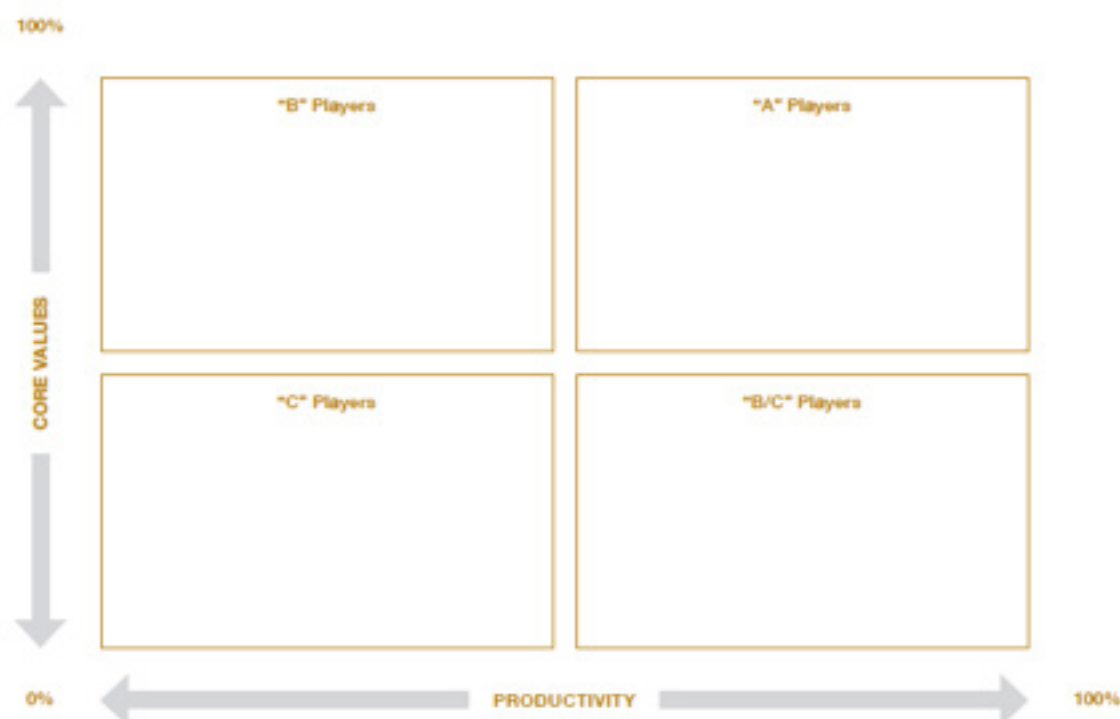 100%
"B" Players
"A" Players
CORE VALUES
"C" Players
"B/C" Players
0%
PRODUCTIVITY
100%